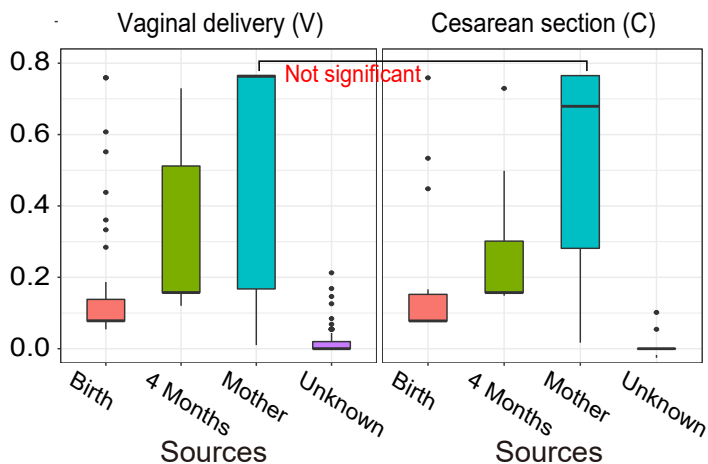 Vaginal delivery (V)
Cesarean section (C)
Not significant
0.8
0.6
0.4
0.2
0.0
Birth
4 Months
Mother
Unknown
Birth
4 Months
Mother
Unknown
Sources
Sources